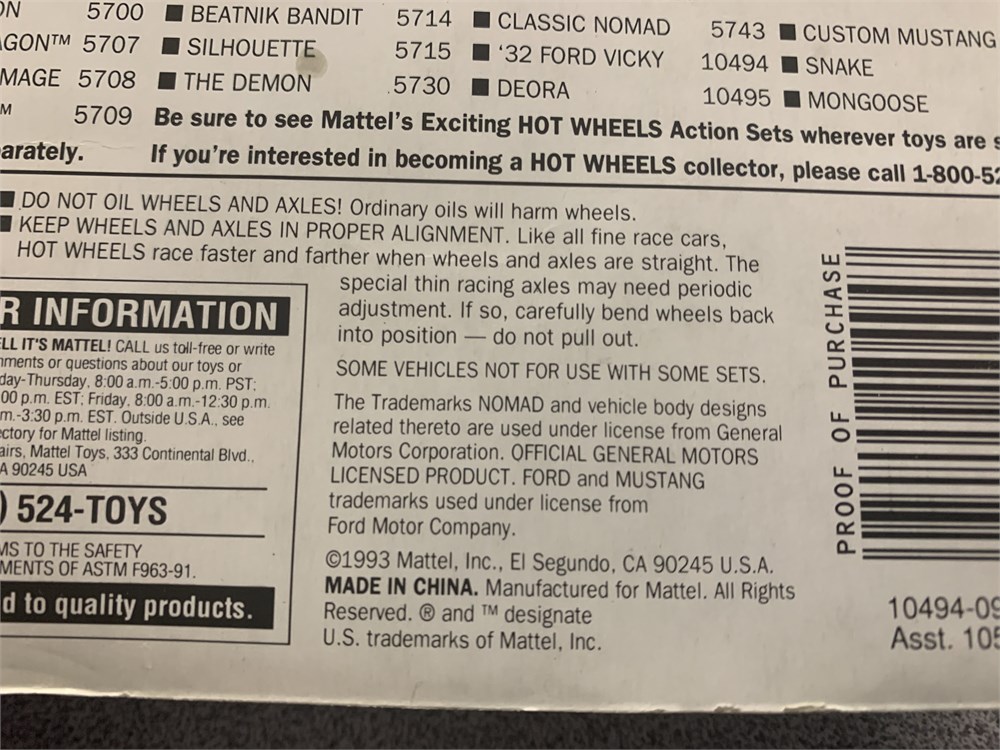 ON 5700 ■ BEATNIK BANDIT 5714 ■ CLASSIC NOMAD 5743 ■ CUSTOM MUSTANG
AGON™ 5707 ■ SILHOUETTE 5715 ■ '32 FORD VICKY 10494 ■ SNAKE
MAGE 5708 ■ THE DEMON 5730 ■ DEORA 10495 ■ MONGOOSE
M 5709 Be sure to see Mattel's Exciting HOT WHEELS Action Sets wherever toys are s
arately. If you're interested in becoming a HOT WHEELS collector, please call 1-800-52
■ DO NOT OIL WHEELS AND AXLES! Ordinary oils will harm wheels.
■ KEEP WHEELS AND AXLES IN PROPER ALIGNMENT. Like all fine race cars,
HOT WHEELS race faster and farther when wheels and axles are straight. The
special thin racing axles may need periodic
adjustment. If so, carefully bend wheels back
into position — do not pull out.
SOME VEHICLES NOT FOR USE WITH SOME SETS.
The Trademarks NOMAD and vehicle body designs
related thereto are used under license from General
Motors Corporation. OFFICIAL GENERAL MOTORS
LICENSED PRODUCT. FORD and MUSTANG
trademarks used under license from
Ford Motor Company.
©1993 Mattel, Inc., El Segundo, CA 90245 U.S.A.
MADE IN CHINA. Manufactured for Mattel. All Rights
Reserved. ® and ™ designate
U.S. trademarks of Mattel, Inc.
R INFORMATION
ELL IT'S MATTEL! CALL us toll-free or write
mments or questions about our toys or
day-Thursday, 8:00 a.m.-5:00 p.m. PST:
00 p.m. EST; Friday, 8:00 a.m.-12:30 p.m.
m.-3:30 p.m. EST. Outside U.S.A., see
ectory for Mattel listing.
airs, Mattel Toys, 333 Continental Blvd.,
A 90245 USA
) 524-TOYS
MS TO THE SAFETY
MENTS OF ASTM F963-91.
d to quality products.
PROOF OF PURCHASE
10494-09
Asst. 105